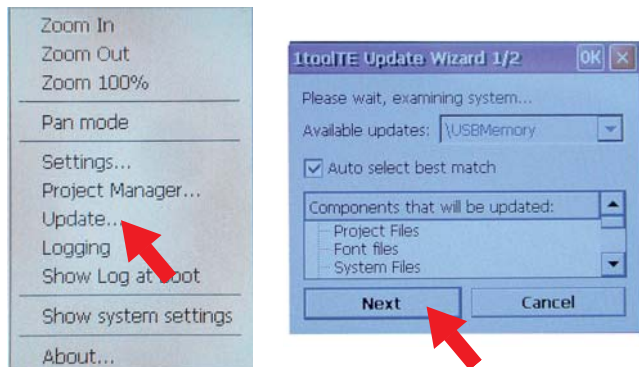 Zoom In
Zoom Out
Zoom 100%
Pan mode
Settings...
Project Manager...
Update...
Logging
Show Log at boot
Show system settings
About...
1toolTE Update Wizard 1/2 OK
Please wait, examining system...
Available updates: \USBMemory
Auto select best match
Components that will be updated:
Project Files
Font files
System Files
Next Cancel